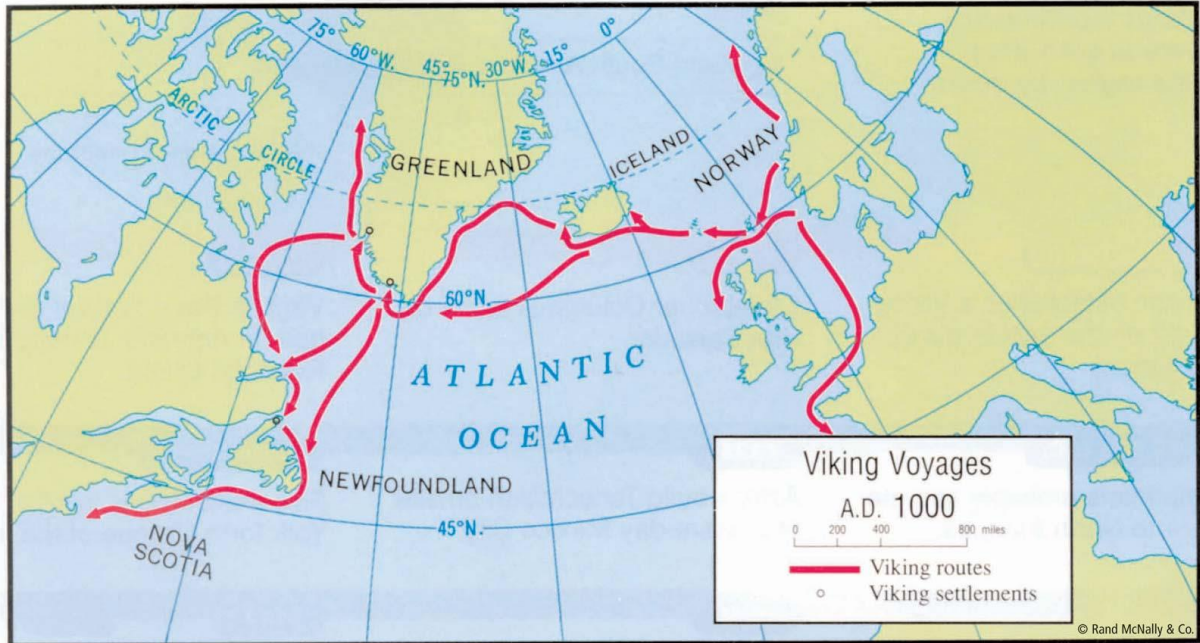 75°
60°W.
45°
75°N.
30°W.
15°
0°
ARCTIC
CIRCLE
GREENLAND
ICELAND
NORWAY
60°N.
ATLANTIC
OCEAN
NEWFOUNDLAND
45°N.
NOVA
SCOTIA
Viking Voyages
A.D. 1000
0 200 400 800 miles
Viking routes
Viking settlements
© Rand McNally & Co.